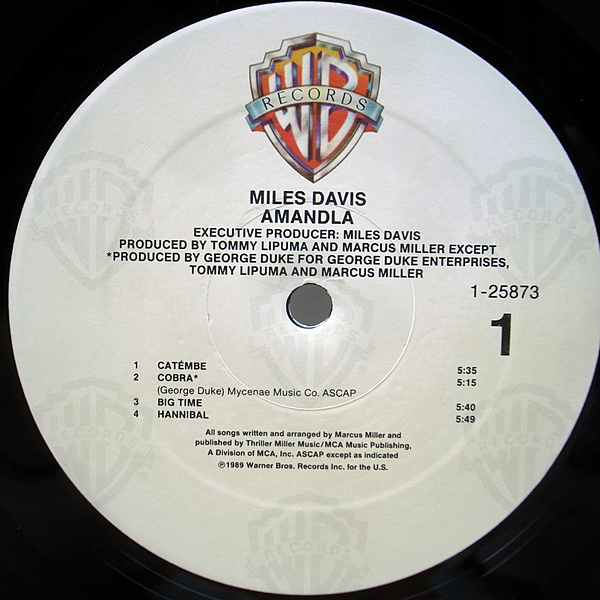 WB
RECORDS
MILES DAVIS
AMANDLA
EXECUTIVE PRODUCER: MILES DAVIS
PRODUCED BY TOMMY LIPUMA AND MARCUS MILLER EXCEPT
*PRODUCED BY GEORGE DUKE FOR GEORGE DUKE ENTERPRISES,
TOMMY LIPUMA AND MARCUS MILLER
1-25873
1
1 CATÉMBE 5:35
2 COBRA* 5:15
(George Duke) Mycenae Music Co. ASCAP
3 BIG TIME 5:40
4 HANNIBAL 5:49
All songs written and arranged by Marcus Miller and
published by Thriller Miller Music/MCA Music Publishing,
A Division of MCA, Inc. ASCAP except as indicated
℗1989 Warner Bros. Records Inc. for the U.S.